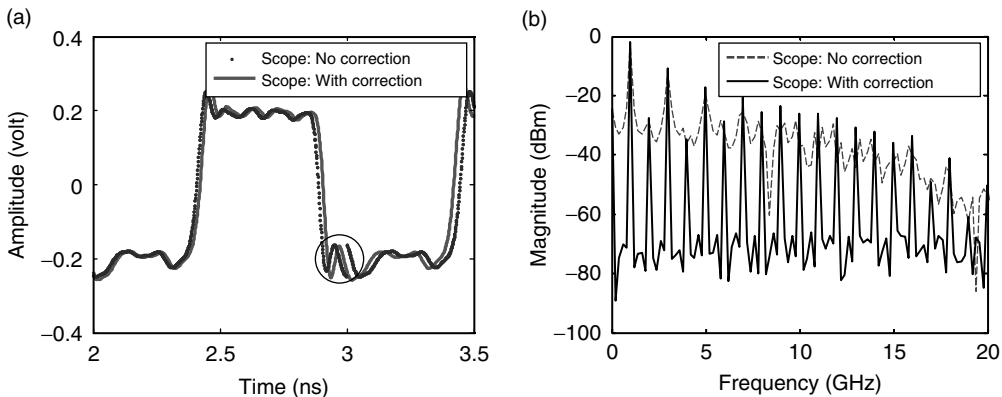 (a)
0.4
0.2
0
−0.2
−0.4
Amplitude (volt)
Scope: No correction
Scope: With correction
2
2.5
3
3.5
Time (ns)
(b)
0
−20
−40
−60
−80
−100
Magnitude (dBm)
Scope: No correction
Scope: With correction
0
5
10
15
20
Frequency (GHz)